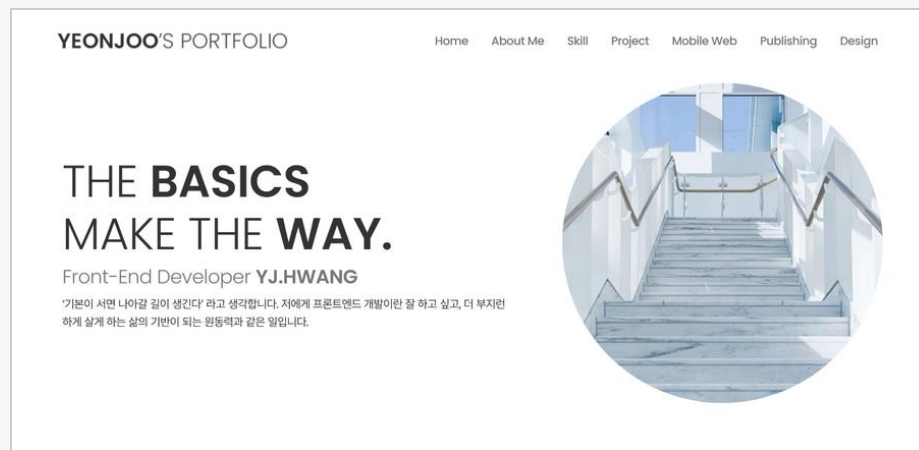 YEONJOO'S PORTFOLIO
Home About Me Skill Project Mobile Web Publishing Design
THE BASICS
MAKE THE WAY.
Front-End Developer YJ.HWANG
‘기본이 서면 나아갈 길이 생긴다’ 라고 생각합니다. 저에게 프론트엔드 개발이란 잘 하고 싶고, 더 부지런
하게 살게 하는 삶의 기반이 되는 원동력과 같은 일입니다.